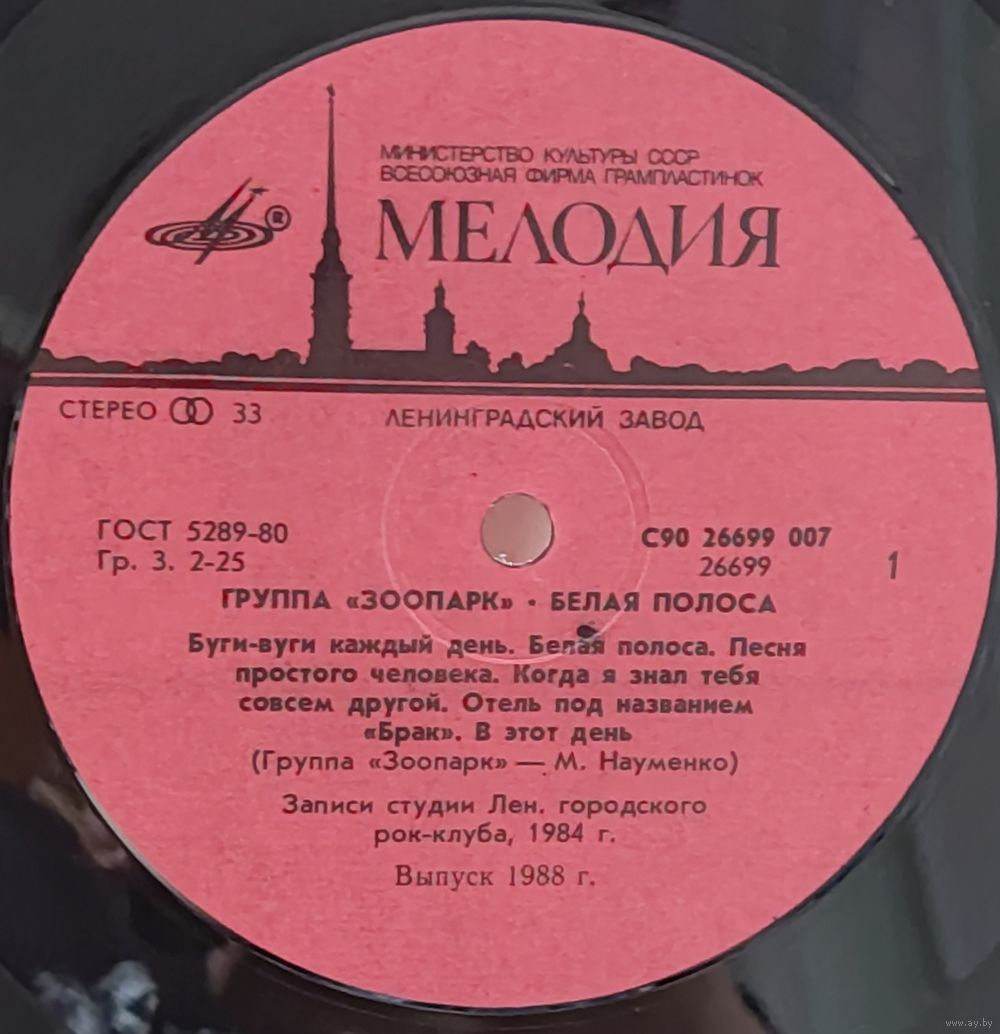 МИНИСТЕРСТВО КУЛЬТУРЫ СССР
ВСЕСОЮЗНАЯ ФИРМА ГРАМПЛАСТИНОК
®
МЕЛОДИЯ
СТЕРЕО 33
ЛЕНИНГРАДСКИЙ ЗАВОД
ГОСТ 5289-80
Гр. 3. 2-25
С90 26699 007
26699
1
ГРУППА «ЗООПАРК» · БЕЛАЯ ПОЛОСА
Буги-вуги каждый день. Белая полоса. Песня
простого человека. Когда я знал тебя
совсем другой. Отель под названием
«Брак». В этот день
(Группа «Зоопарк» — М. Науменко)
Записи студии Лен. городского
рок-клуба, 1984 г.
Выпуск 1988 г.
www.ay.by